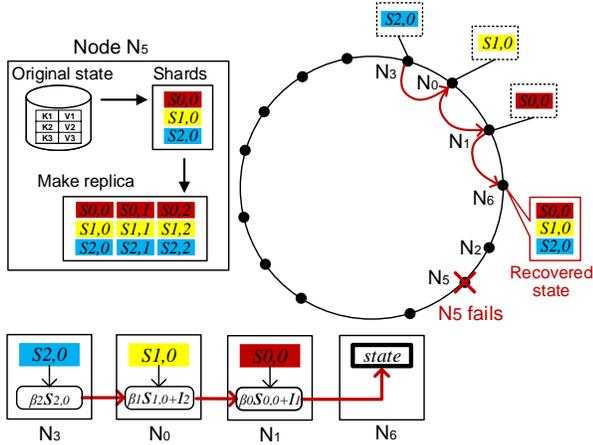 Node N5
Original state
Shards
K1 V1
K2 V2
K3 V3
S0,0
S1,0
S2,0
Make replica
S0,0 S0,1 S0,2
S1,0 S1,1 S1,2
S2,0 S2,1 S2,2
S2,0
S1,0
S0,0
N3
N0
N1
N6
N2
N5
N5 fails
S0,0
S1,0
S2,0
Recovered
state
S2,0 S1,0 S0,0 state
β2S2,0 β1S1,0+I2 β0S0,0+I1
N3 N0 N1 N6